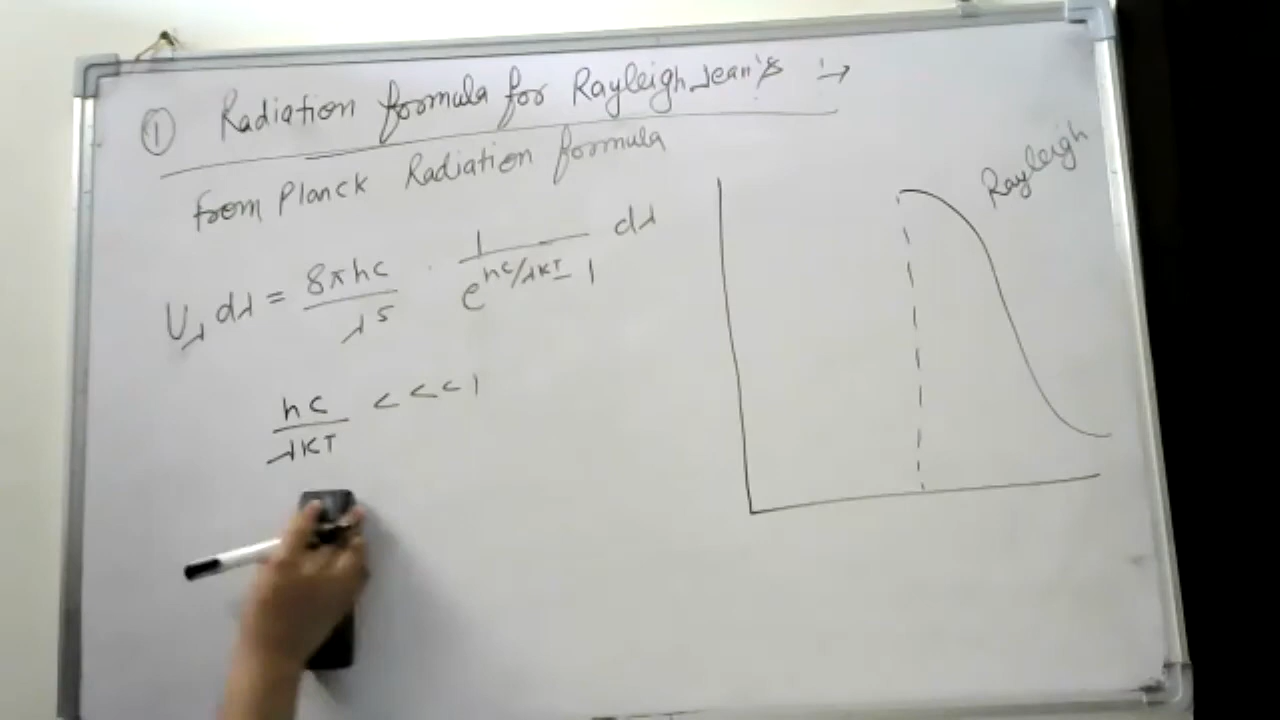 ① Radiation formula for Rayleigh Jean's :→
from Planck Radiation formula
Uλ dλ = 8πhc/λ⁵ · 1/(e^(hc/λKT) - 1) dλ
hc/λKT <<< 1
Rayleigh